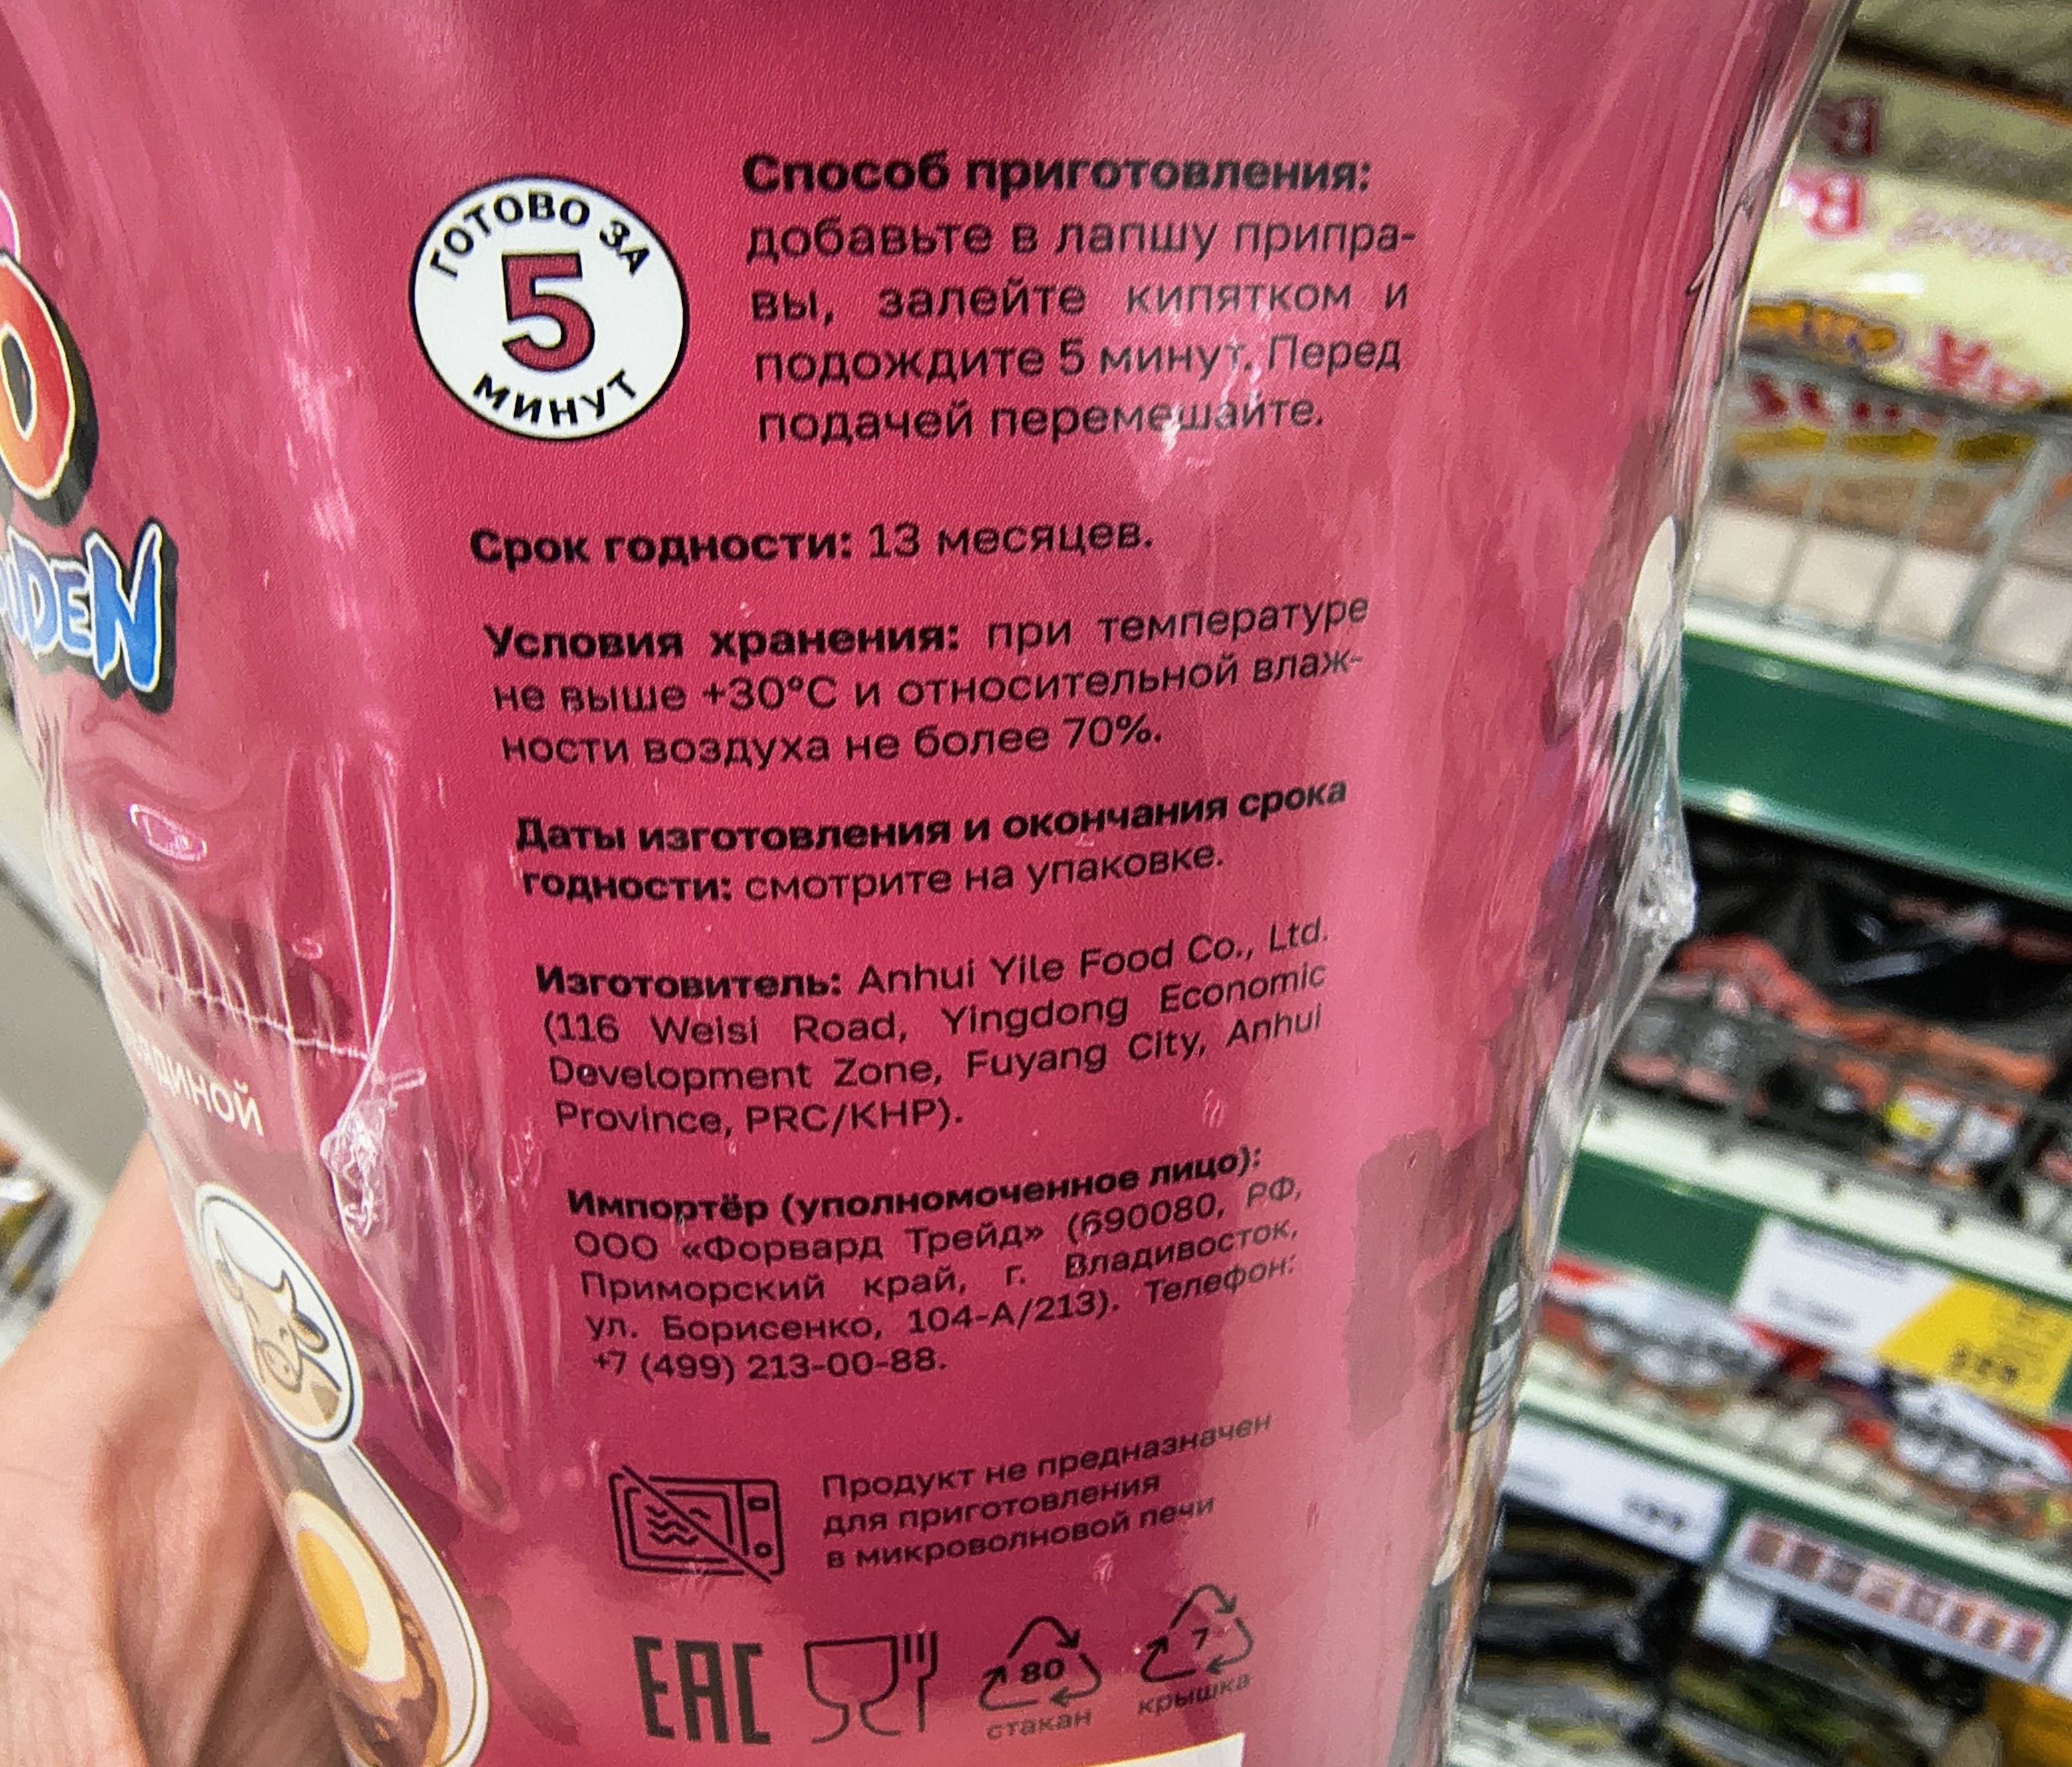 ГОТОВО ЗА
5
МИНУТ
Способ приготовления:
добавьте в лапшу припра-
вы, залейте кипятком и
подождите 5 минут. Перед
подачей перемешайте.
Срок годности: 13 месяцев.
Условия хранения: при температуре
не выше +30°C и относительной влаж-
ности воздуха не более 70%.
Даты изготовления и окончания срока
годности: смотрите на упаковке.
Изготовитель: Anhui Yile Food Co., Ltd.
(116 Weisi Road, Yingdong Economic
Development Zone, Fuyang City, Anhui
Province, PRC/КНР).
Импортёр (уполномоченное лицо):
ООО «Форвард Трейд» (690080, РФ,
Приморский край, г. Владивосток,
ул. Борисенко, 104-А/213). Телефон:
+7 (499) 213-00-88.
Продукт не предназначен
для приготовления
в микроволновой печи
EAC
80
стакан
7
крышка